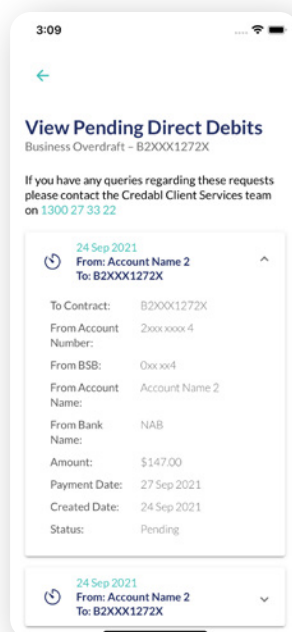 3:09
View Pending Direct Debits
Business Overdraft – B2XXX1272X
If you have any queries regarding these requests
please contact the Credabl Client Services team
on 1300 27 33 22
24 Sep 2021
From: Account Name 2
To: B2XXX1272X
To Contract: B2XXX1272X
From Account
Number: 2xxx xxxx 4
From BSB: 0xx xx4
From Account
Name: Account Name 2
From Bank
Name: NAB
Amount: $147.00
Payment Date: 27 Sep 2021
Created Date: 24 Sep 2021
Status: Pending
24 Sep 2021
From: Account Name 2
To: B2XXX1272X